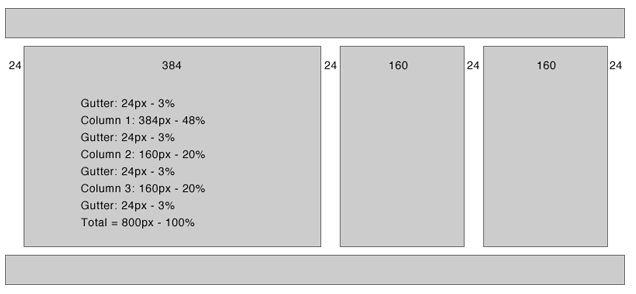 24 384 24 160 24 160 24
Gutter: 24px - 3%
Column 1: 384px - 48%
Gutter: 24px - 3%
Column 2: 160px - 20%
Gutter: 24px - 3%
Column 3: 160px - 20%
Gutter: 24px - 3%
Total = 800px - 100%